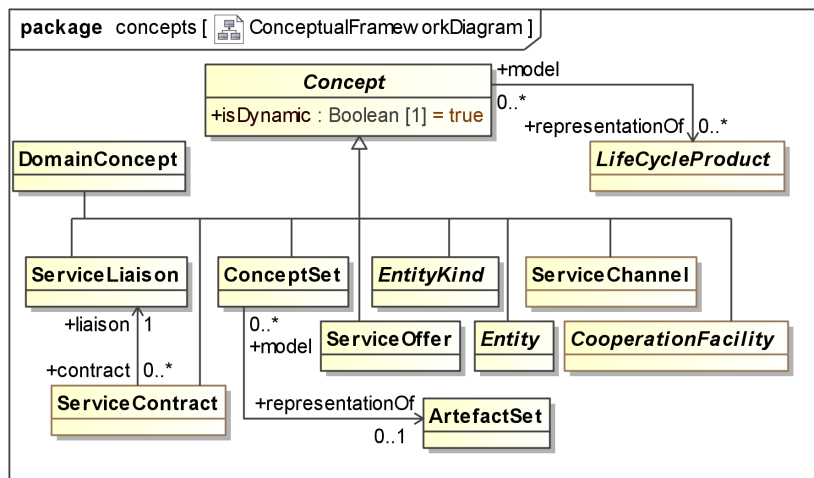 package concepts [ ConceptualFrameworkDiagram ]
Concept
+isDynamic : Boolean [1] = true
+model
0..*
+representationOf
0..*
LifeCycleProduct
DomainConcept
ServiceLiaison
ConceptSet
EntityKind
ServiceChannel
+liaison
1
0..*
+model
ServiceOffer
Entity
CooperationFacility
+contract
0..*
ServiceContract
+representationOf
0..1
ArtefactSet